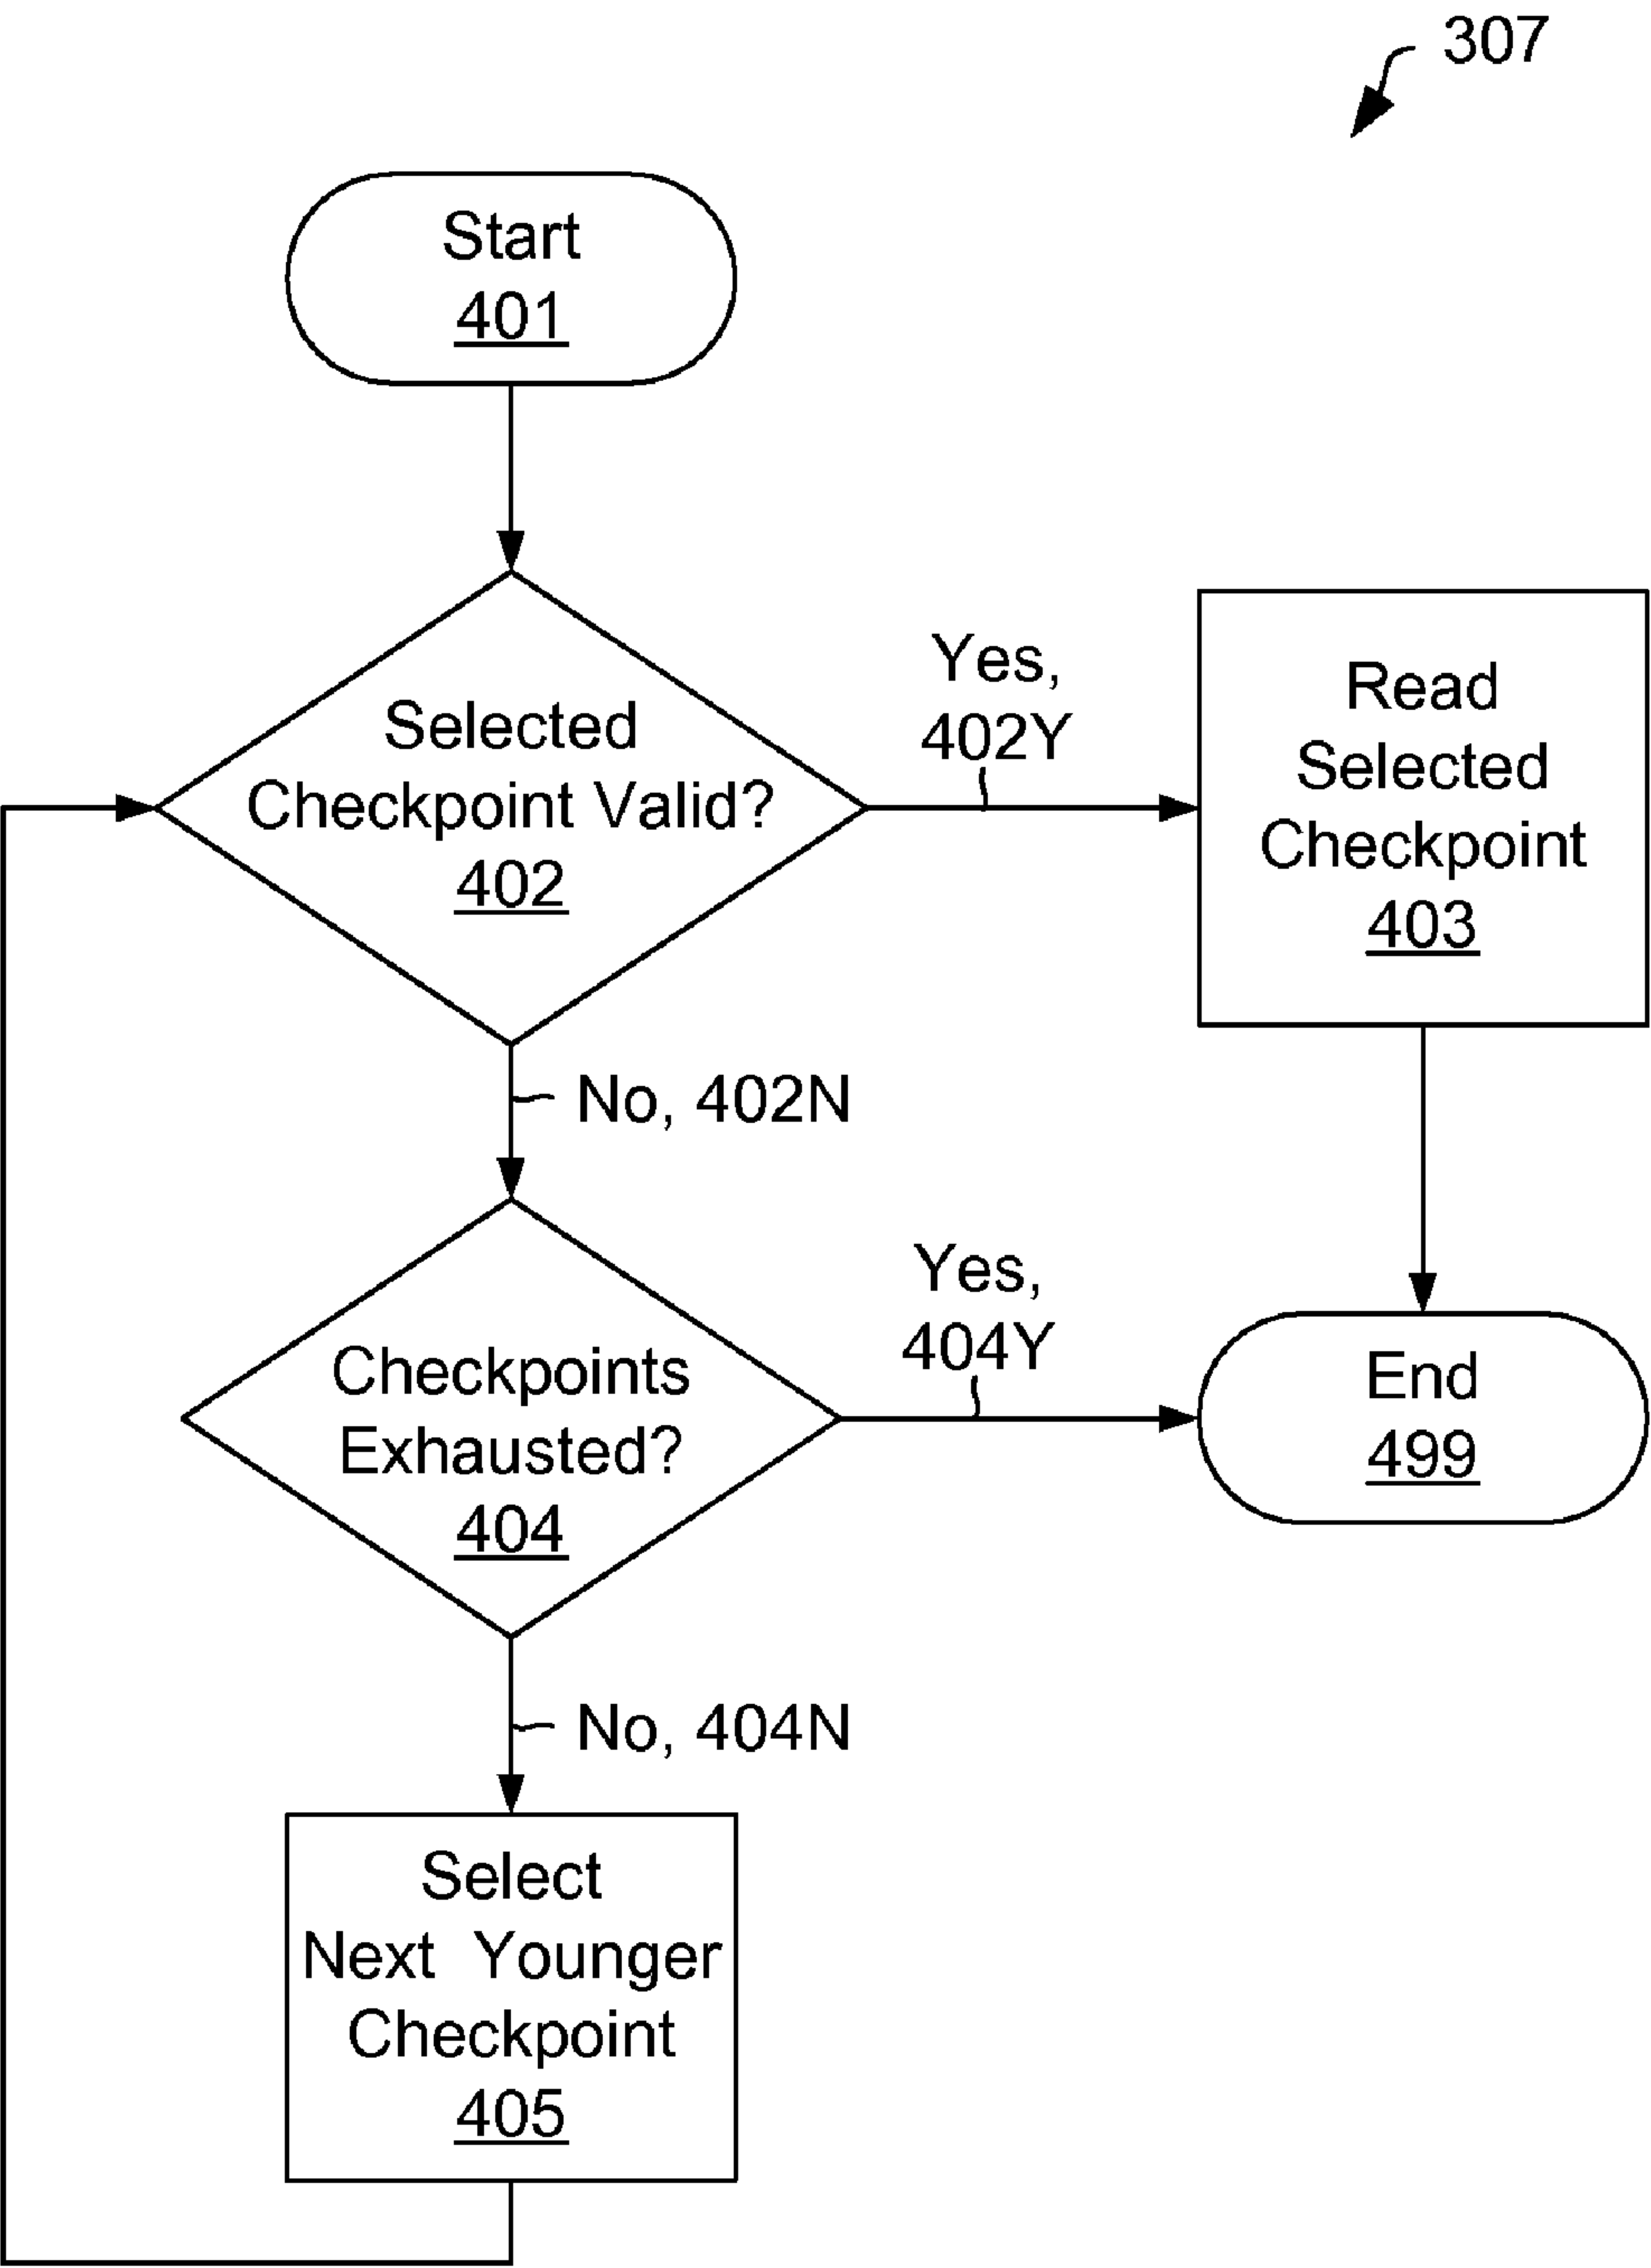 307
Start
401
Selected
Checkpoint Valid?
402
Yes,
402Y
Read
Selected
Checkpoint
403
No, 402N
Checkpoints
Exhausted?
404
Yes,
404Y
End
499
No, 404N
Select
Next Younger
Checkpoint
405